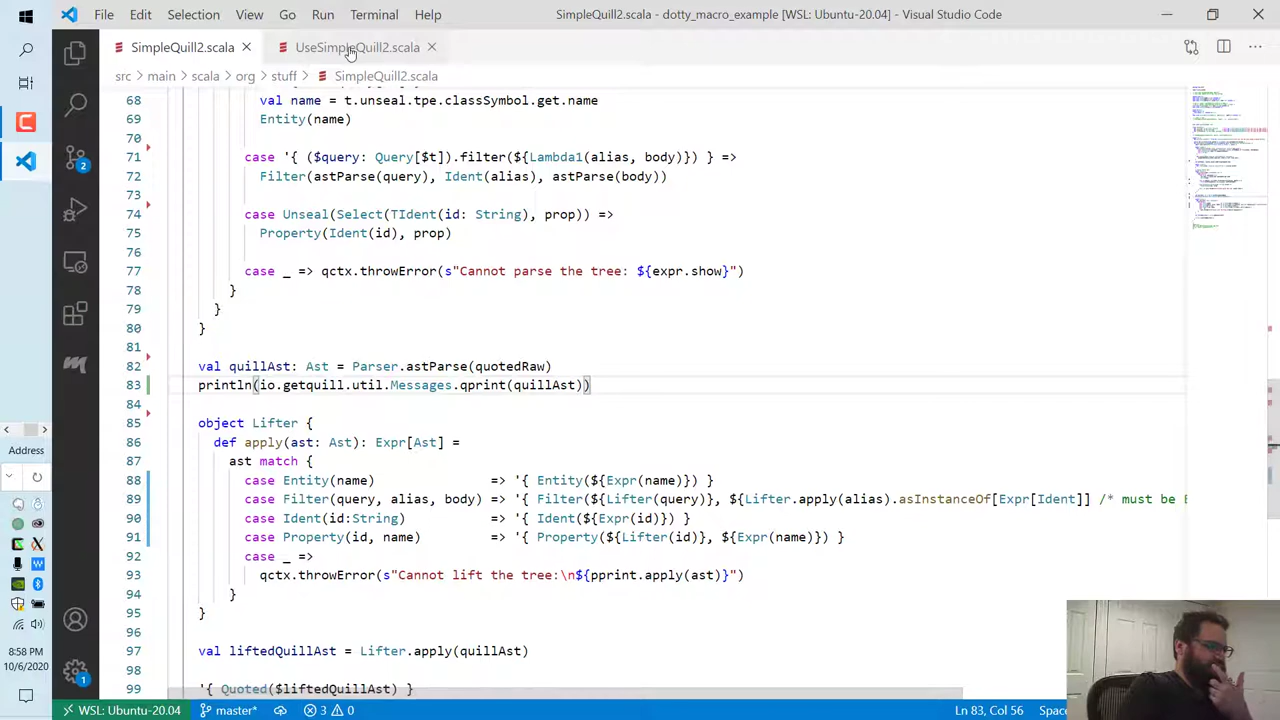 File Edit Selection View Go Run Terminal Help SimpleQuill2.scala - dotty_macro_example [WSL: Ubuntu-20.04] - Visual Studio Code
SimpleQuill2.scala UseSimpleQuill2.scala
src > main > scala > org > stuff > SimpleQuill2.scala
68 val name = t.unseal.tpe.classSymbol.get.name
69 Entity(name)
70
71 case '{ ($query:Query[$t]).filter(${Lambda1(alias, body)}) } =>
72 Filter(astParse(query), Ident(alias), astParse(body))
73
74 case Unseal(Select(TIdent(id: String), prop)) =>
75 Property(Ident(id), prop)
76
77 case _ => qctx.throwError(s"Cannot parse the tree: ${expr.show}")
78 }
79 }
80 }
81
82 val quillAst: Ast = Parser.astParse(quotedRaw)
83 println(io.getquill.util.Messages.qprint(quillAst))
84
85 object Lifter {
86 def apply(ast: Ast): Expr[Ast] =
87 ast match {
88 case Entity(name) => '{ Entity(${Expr(name)}) }
89 case Filter(query, alias, body) => '{ Filter(${Lifter(query)}, ${Lifter.apply(alias).asInstanceOf[Expr[Ident]] /* must be E
90 case Ident(id:String) => '{ Ident(${Expr(id)}) }
91 case Property(id, name) => '{ Property(${Lifter(id)}, ${Expr(name)}) }
92 case _ =>
93 qctx.throwError(s"Cannot lift the tree:\n${pprint.apply(ast)}")
94 }
95 }
96
97 val liftedQuillAst = Lifter.apply(quillAst)
98
99 '{ Quoted($liftedQuillAst) }
2
Address
1
8:58 PM
10/6/2020
WSL: Ubuntu-20.04 master* 3 0 Ln 83, Col 56 Space